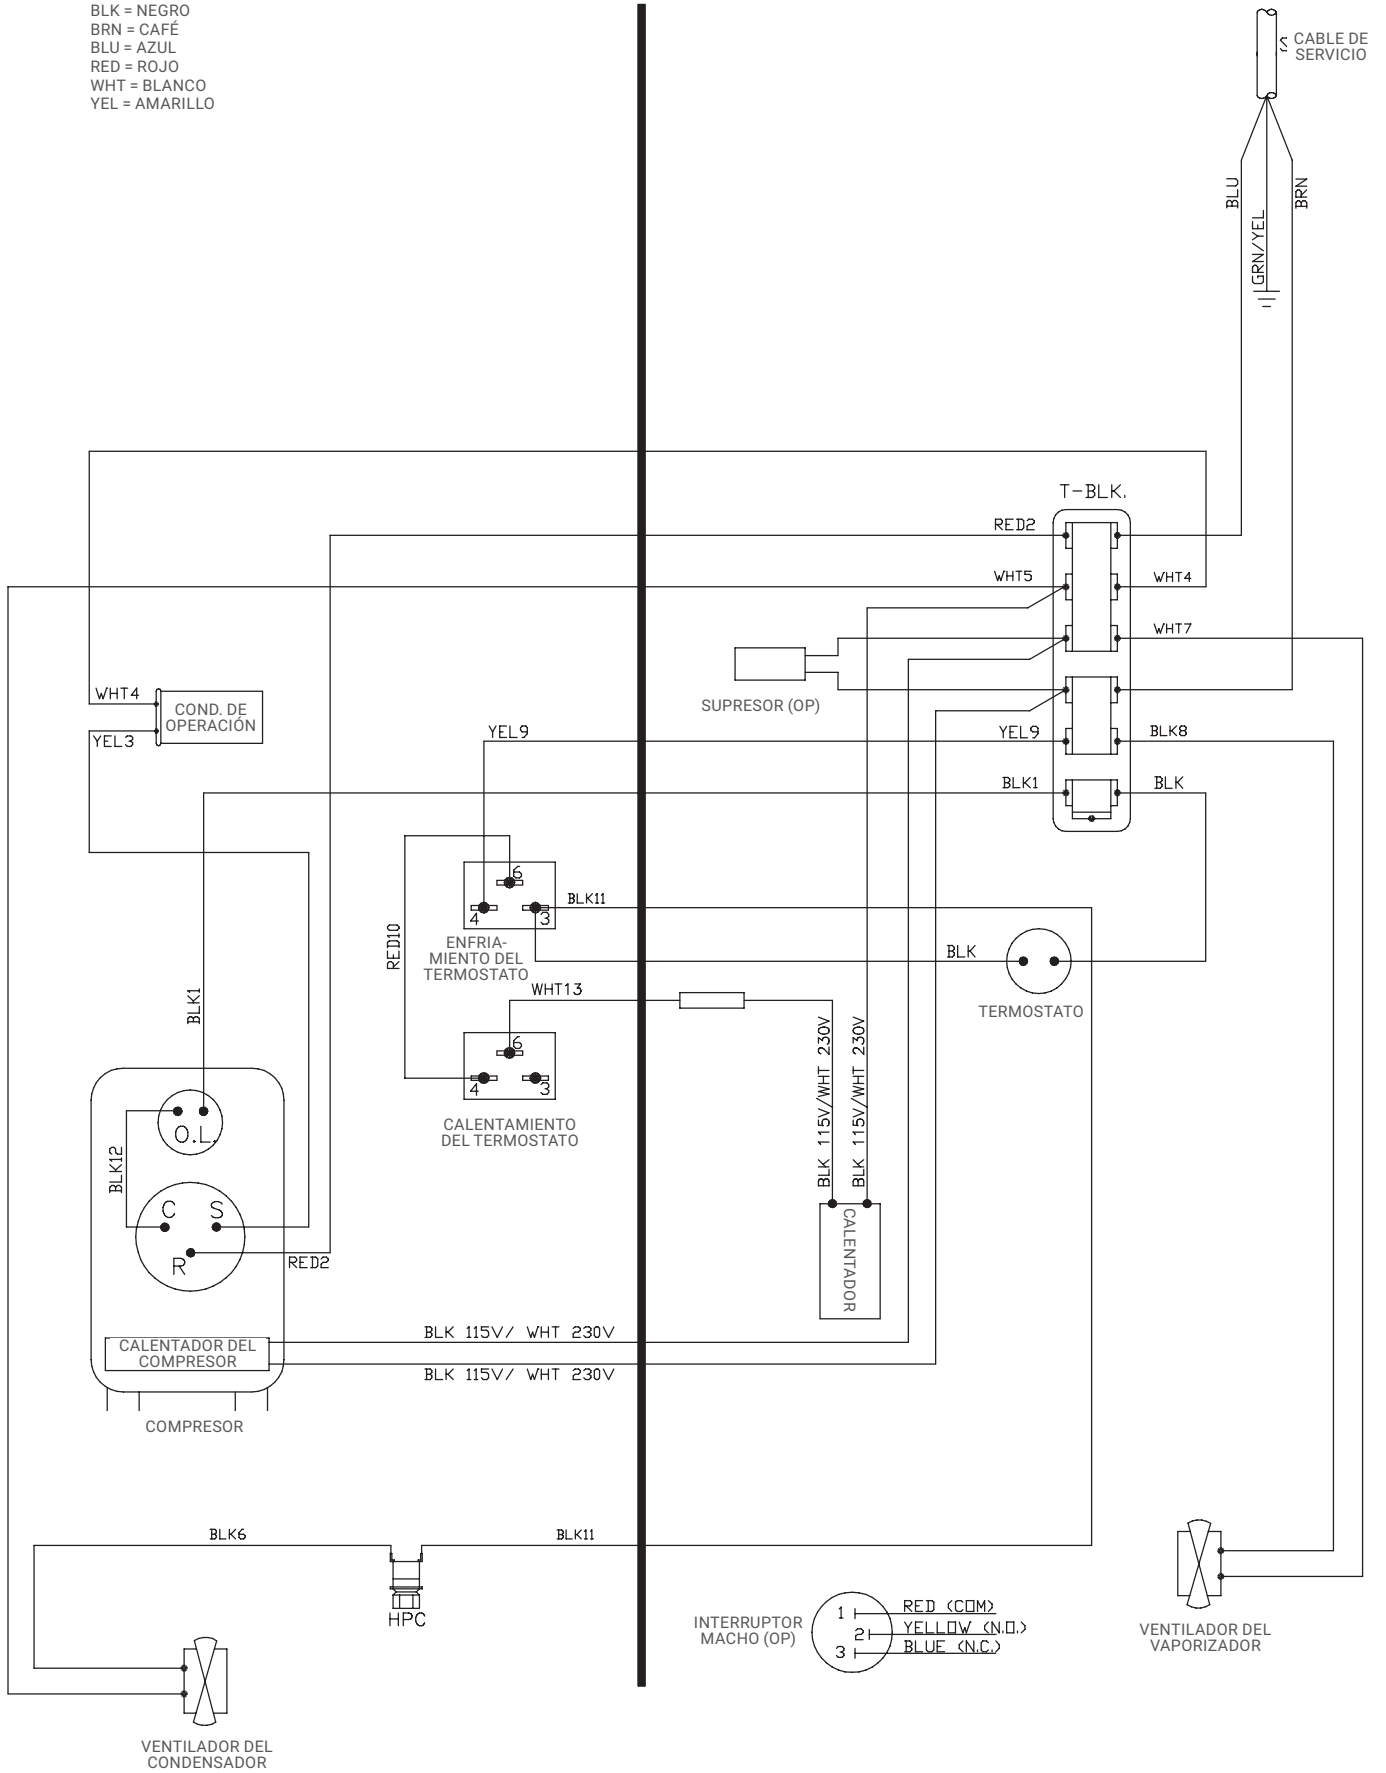 BLK = NEGRO
BRN = CAFÉ
BLU = AZUL
RED = ROJO
WHT = BLANCO
YEL = AMARILLO
CABLE DE
SERVICIO
BLU
BRN
GRN/YEL
T-BLK.
RED2
WHT5
WHT4
WHT7
WHT4
COND. DE
OPERACIÓN
YEL3
SUPRESOR (OP)
YEL9
YEL9
BLK8
BLK1
BLK
6
4
3
BLK11
ENFRIA-
MIENTO DEL
TERMOSTATO
RED10
BLK
TERMOSTATO
WHT13
BLK1
6
4
3
CALENTAMIENTO
DEL TERMOSTATO
BLK 115V/WHT 230V
BLK 115V/WHT 230V
CALENTADOR
O.L.
BLK12
C
S
R
RED2
CALENTADOR DEL
COMPRESOR
BLK 115V/ WHT 230V
BLK 115V/ WHT 230V
COMPRESOR
BLK6
BLK11
HPC
INTERRUPTOR
MACHO (OP)
1
2
3
RED (COM)
YELLOW (N.O.)
BLUE (N.C.)
VENTILADOR DEL
VAPORIZADOR
VENTILADOR DEL
CONDENSADOR